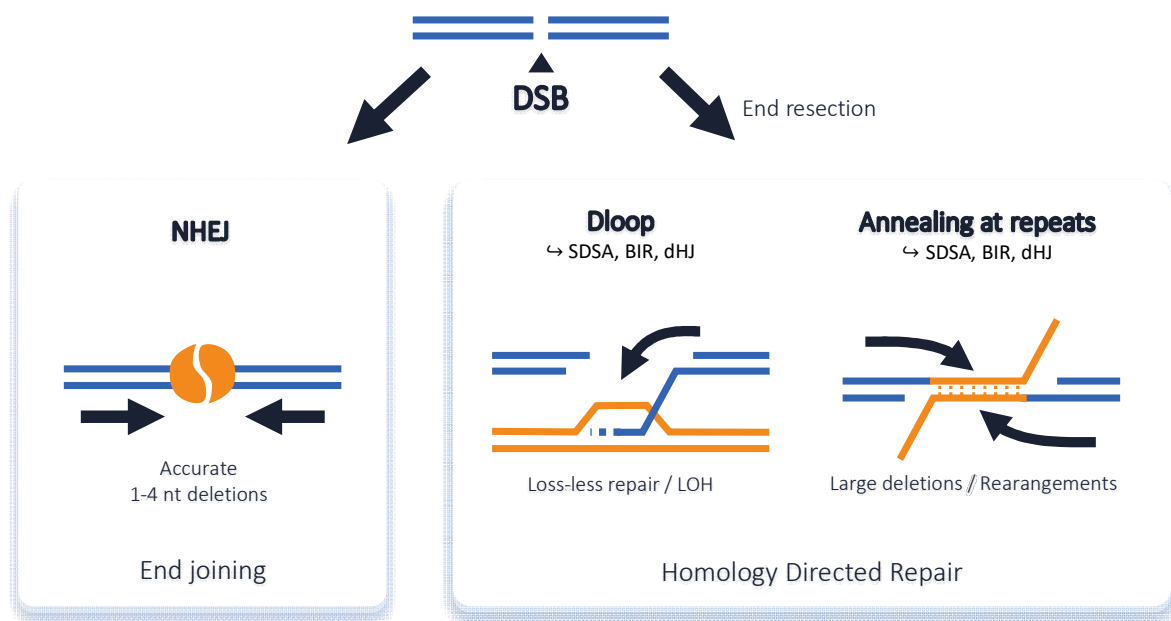 DSB
End resection
NHEJ
Accurate
1-4 nt deletions
End joining
Dloop
↪ SDSA, BIR, dHJ
Loss-less repair / LOH
Annealing at repeats
↪ SDSA, BIR, dHJ
Large deletions / Rearangements
Homology Directed Repair